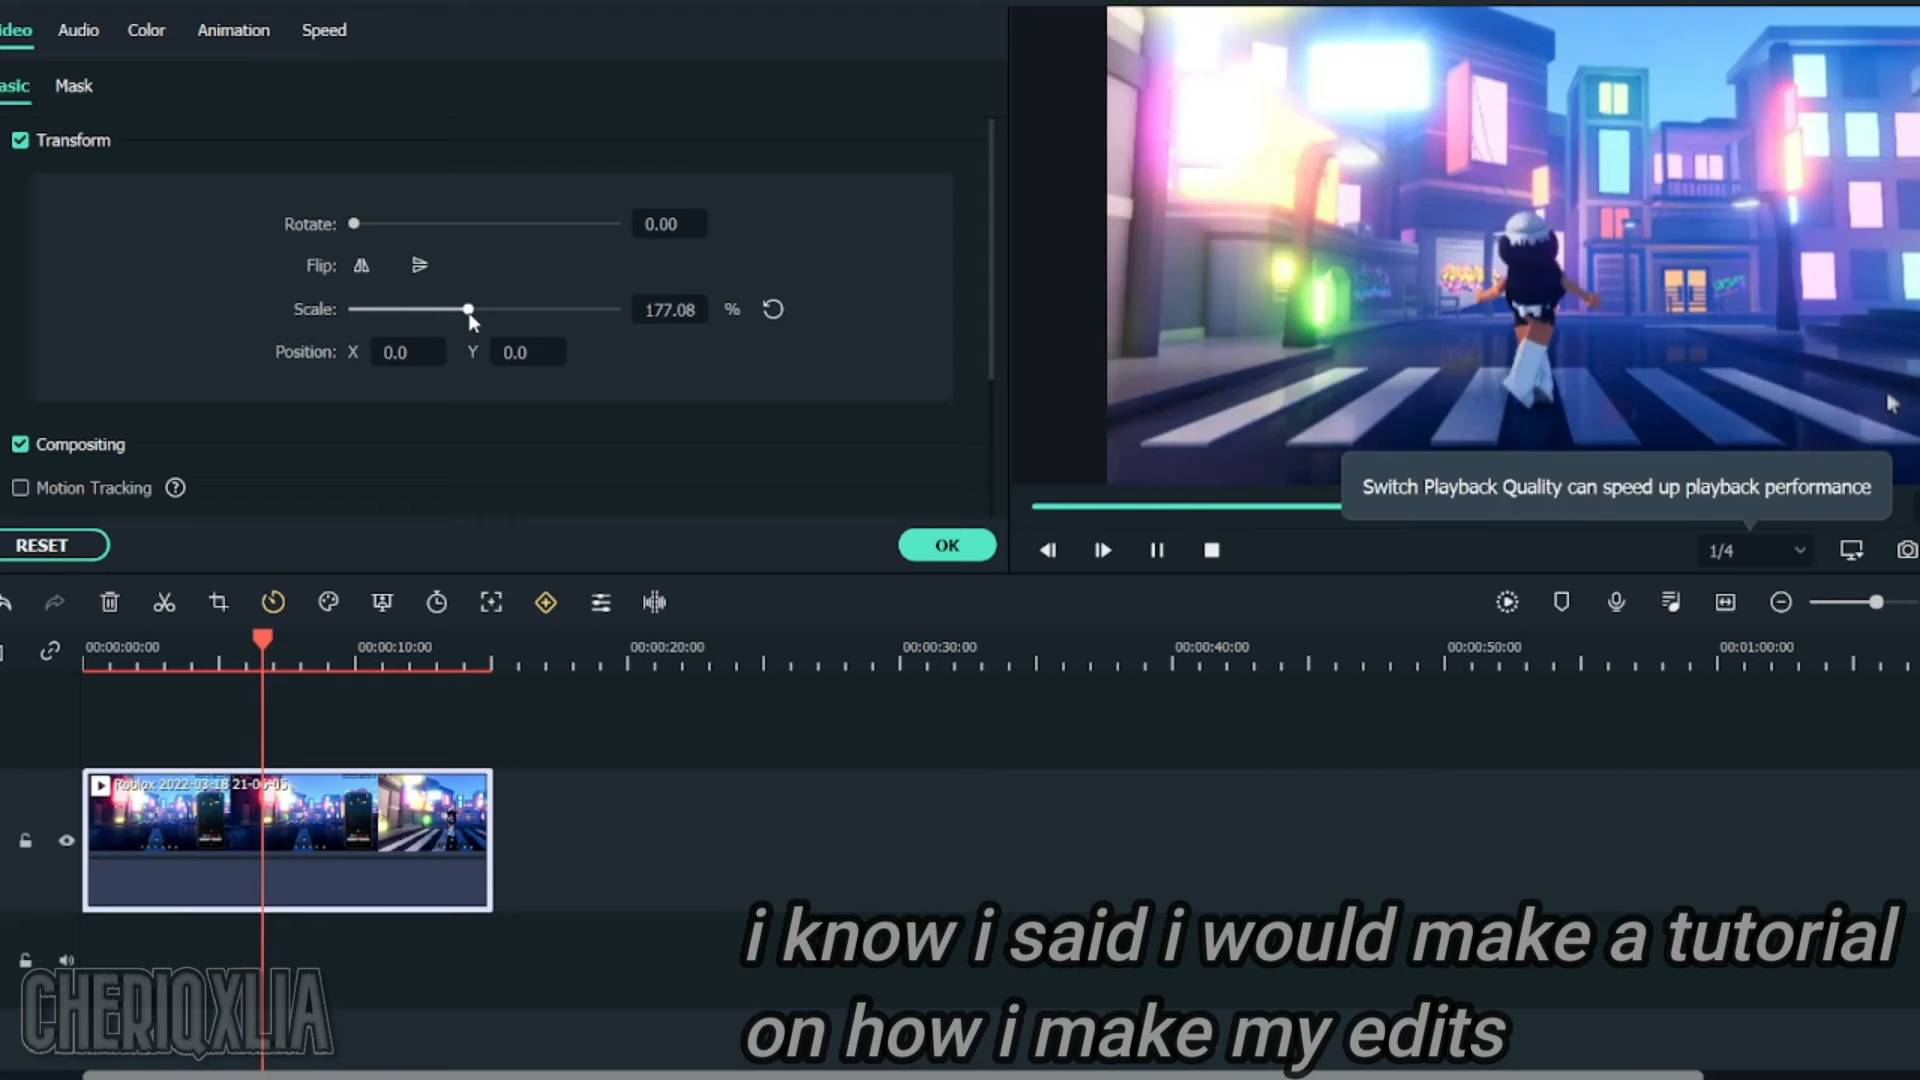 ideo Audio Color Animation Speed
asic Mask
Transform
Rotate: 0.00
Flip:
Scale: 177.08 %
Position: X 0.0 Y 0.0
Compositing
Motion Tracking ?
RESET OK
Switch Playback Quality can speed up playback performance
1/4
00:00:00:00 00:00:10:00 00:00:20:00 00:00:30:00 00:00:40:00 00:00:50:00 00:01:00:00
Roblox 2022-03-18 21-06-05
i know i said i would make a tutorial
on how i make my edits
CHERIQXLIA